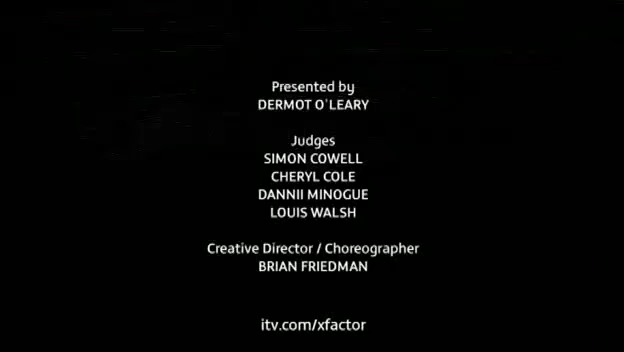 Presented by
DERMOT O'LEARY
Judges
SIMON COWELL
CHERYL COLE
DANNII MINOGUE
LOUIS WALSH
Creative Director / Choreographer
BRIAN FRIEDMAN
itv.com/xfactor